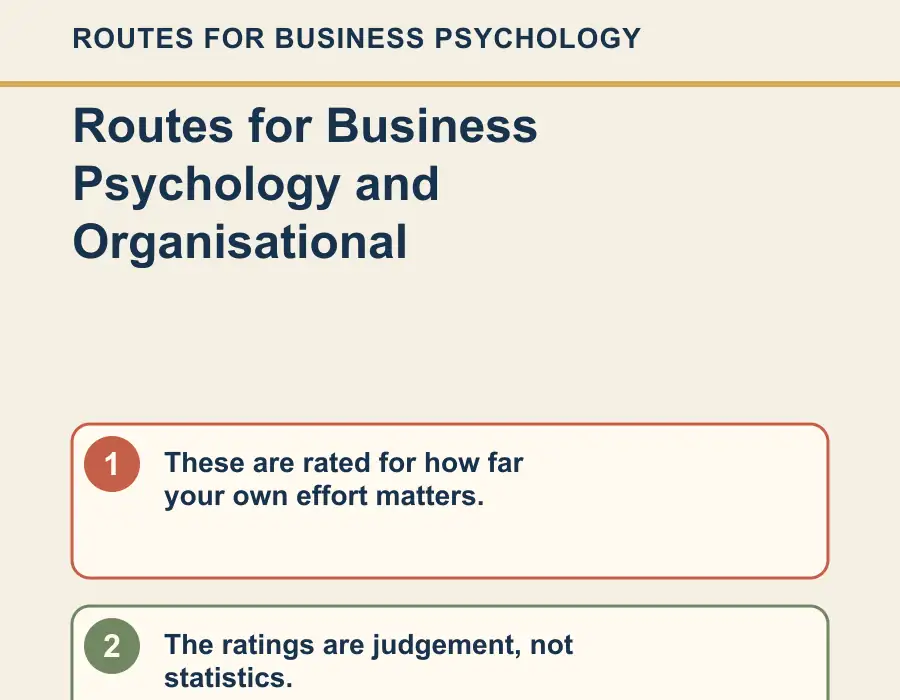 ROUTES FOR BUSINESS PSYCHOLOGY
Routes for Business
Psychology and
Organisational
1
These are rated for how far
your own effort matters.
2
The ratings are judgement, not
statistics.